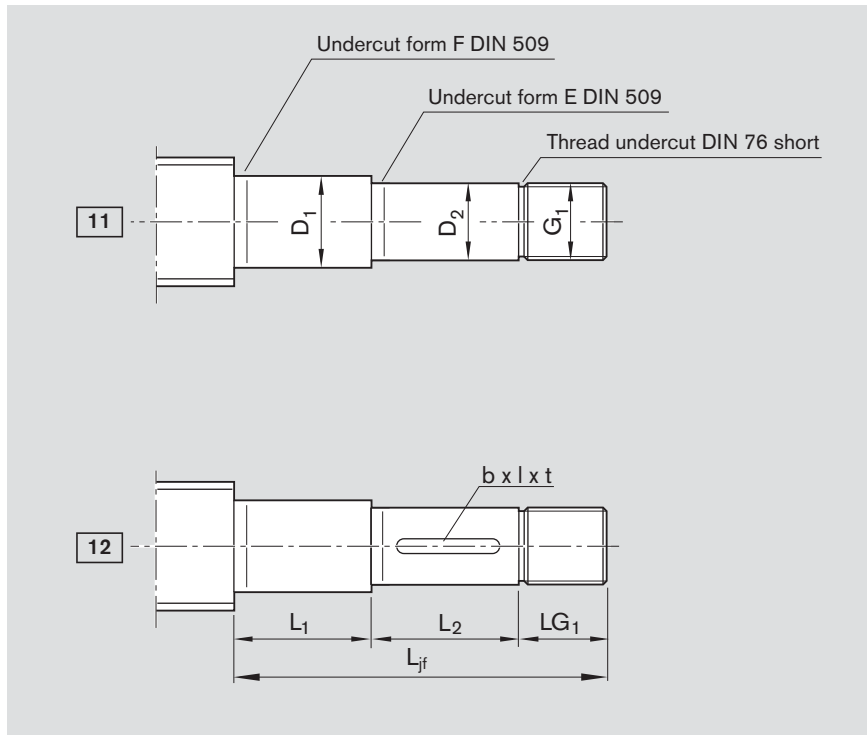 Undercut form F DIN 509
Undercut form E DIN 509
Thread undercut DIN 76 short
11
D₁
D₂
G₁
b x l x t
12
L₁
L₂
LG₁
Ljf